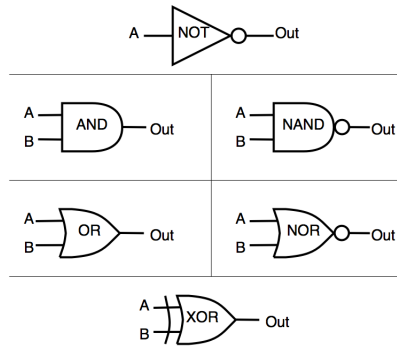 A NOT Out
A AND Out
B
A NAND Out
B
A OR Out
B
A NOR Out
B
A XOR Out
B